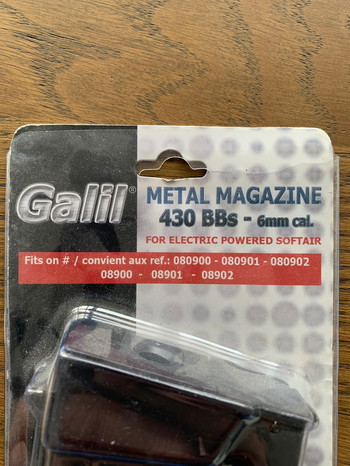 Galil®
METAL MAGAZINE
430 BBs - 6mm cal.
FOR ELECTRIC POWERED SOFTAIR
Fits on # / convient aux ref.: 080900 - 080901 - 080902
08900 - 08901 - 08902